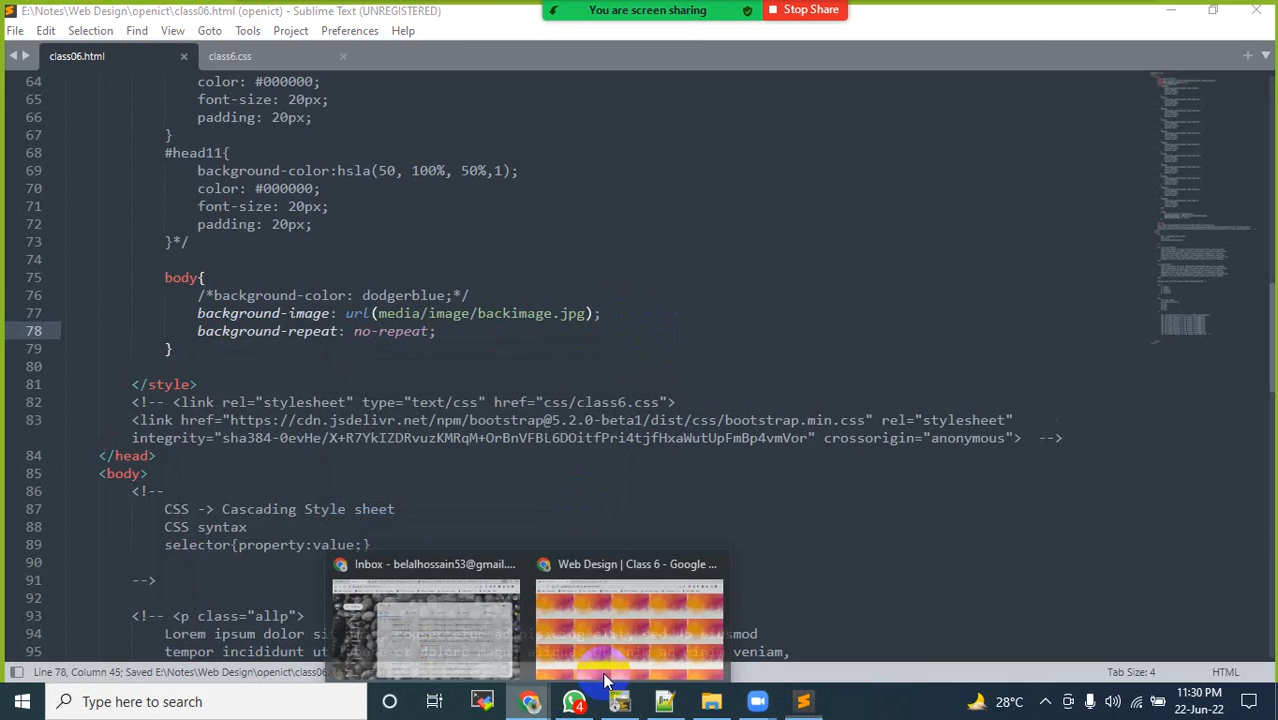 E:\Notes\Web Design\openict\class06.html (openict) - Sublime Text (UNREGISTERED)
You are screen sharing
Stop Share
File Edit Selection Find View Goto Tools Project Preferences Help
class06.html
class6.css
64 color: #000000;
65 font-size: 20px;
66 padding: 20px;
67 }
68 #head11{
69 background-color:hsla(50, 100%, 50%,1);
70 color: #000000;
71 font-size: 20px;
72 padding: 20px;
73 }*/
74
75 body{
76 /*background-color: dodgerblue;*/
77 background-image: url(media/image/backimage.jpg);
78 background-repeat: no-repeat;
79 }
80
81 </style>
82 <!-- <link rel="stylesheet" type="text/css" href="css/class6.css">
83 <link href="https://cdn.jsdelivr.net/npm/bootstrap@5.2.0-beta1/dist/css/bootstrap.min.css" rel="stylesheet"
integrity="sha384-0evHe/X+R7YkIZDRvuzKMRqM+OrBnVFBL6DOitfPri4tjfHxaWutUpFmBp4vmVor" crossorigin="anonymous"> -->
84 </head>
85 <body>
86 <!--
87 CSS -> Cascading Style sheet
88 CSS syntax
89 selector{property:value;}
90
91 -->
92
93 <!-- <p class="allp">
94 Lorem ipsum dolor sit
95 tempor incididunt ut
Inbox - belalhossain53@gmail....
Web Design | Class 6 - Google ...
Line 78, Column 45; Saved E:\Notes\Web Design\openict\class06.
Tab Size: 4
HTML
Type here to search
4
28°C
11:30 PM
22-Jun-22